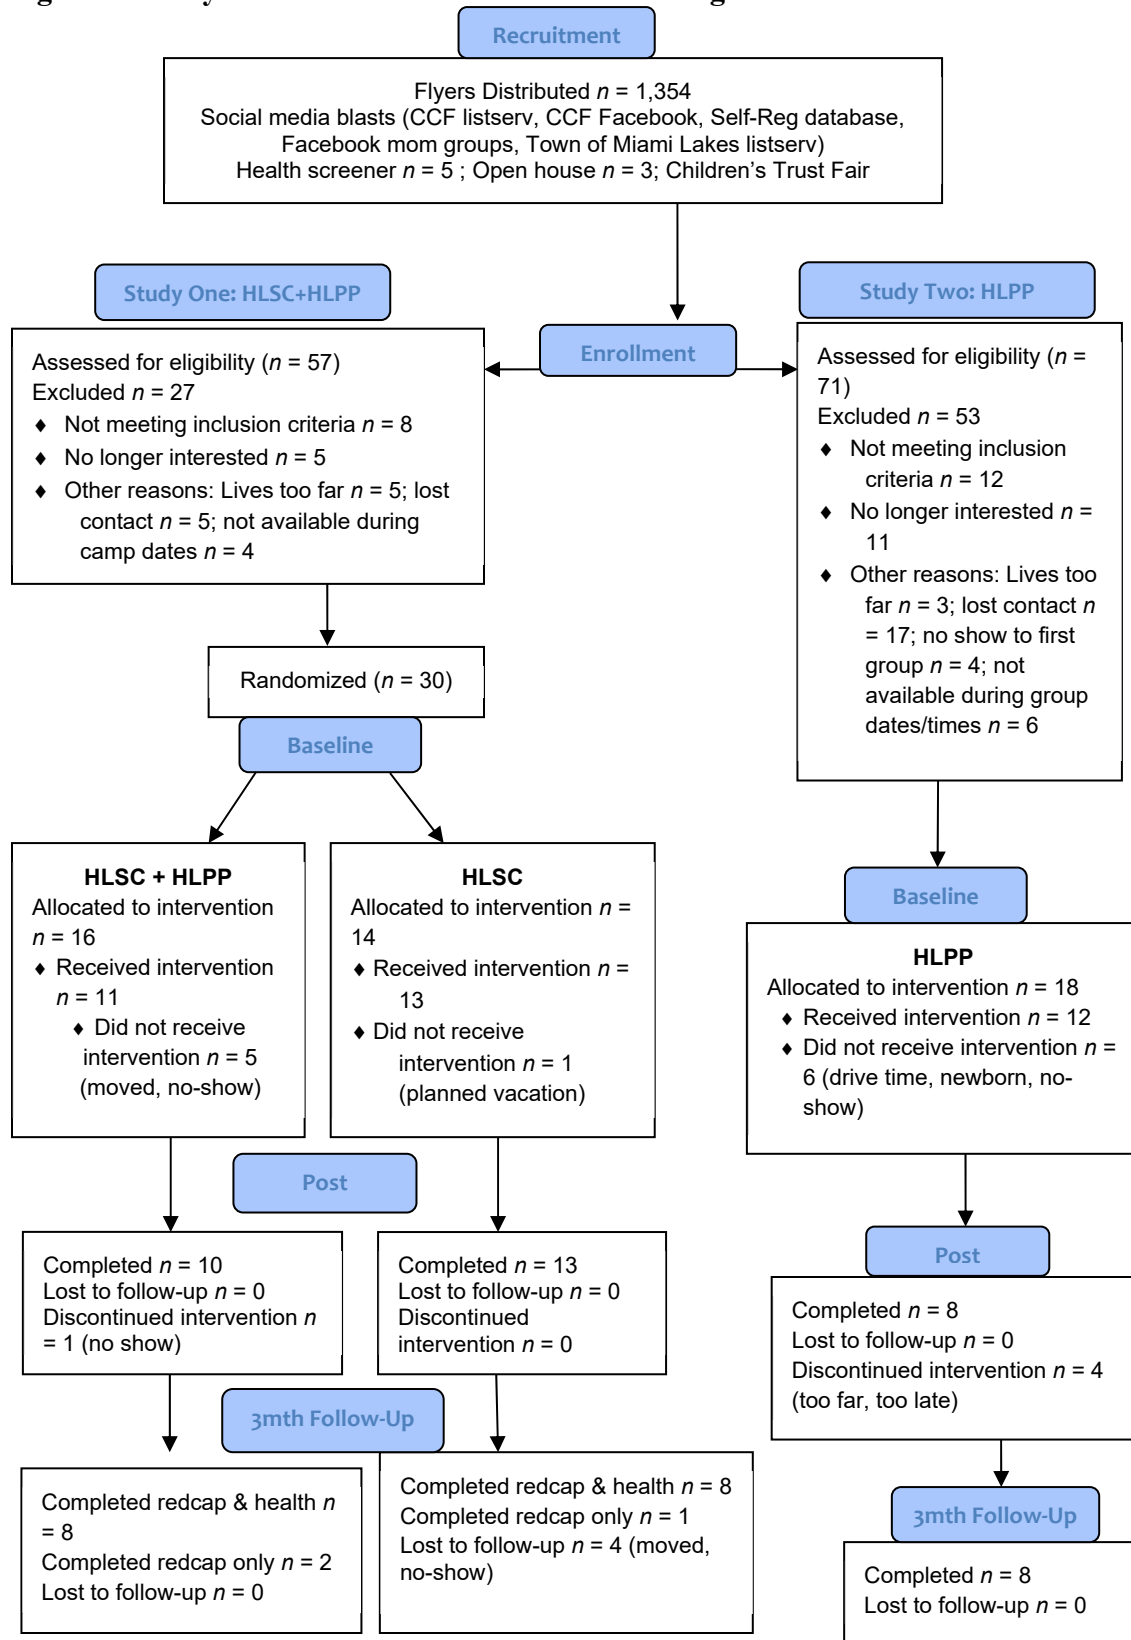 Recruitment
Flyers Distributed n = 1,354
Social media blasts (CCF listserv, CCF Facebook, Self-Reg database,
Facebook mom groups, Town of Miami Lakes listserv)
Health screener n = 5 ; Open house n = 3; Children's Trust Fair
Study One: HLSC+HLPP
Study Two: HLPP
Enrollment
Assessed for eligibility (n = 57)
Excluded n = 27
♦ Not meeting inclusion criteria n = 8
♦ No longer interested n = 5
♦ Other reasons: Lives too far n = 5; lost
contact n = 5; not available during
camp dates n = 4
Assessed for eligibility (n =
71)
Excluded n = 53
♦ Not meeting inclusion
criteria n = 12
♦ No longer interested n =
11
♦ Other reasons: Lives too
far n = 3; lost contact n
= 17; no show to first
group n = 4; not
available during group
dates/times n = 6
Randomized (n = 30)
Baseline
HLSC + HLPP
Allocated to intervention
n = 16
♦ Received intervention
n = 11
♦ Did not receive
intervention n = 5
(moved, no-show)
HLSC
Allocated to intervention n =
14
♦ Received intervention n =
13
♦ Did not receive
intervention n = 1
(planned vacation)
Baseline
HLPP
Allocated to intervention n = 18
♦ Received intervention n = 12
♦ Did not receive intervention n =
6 (drive time, newborn, no-
show)
Post
Completed n = 10
Lost to follow-up n = 0
Discontinued intervention n
= 1 (no show)
Completed n = 13
Lost to follow-up n = 0
Discontinued
intervention n = 0
Post
Completed n = 8
Lost to follow-up n = 0
Discontinued intervention n = 4
(too far, too late)
3mth Follow-Up
Completed redcap & health n
= 8
Completed redcap only n = 2
Lost to follow-up n = 0
Completed redcap & health n = 8
Completed redcap only n = 1
Lost to follow-up n = 4 (moved,
no-show)
3mth Follow-Up
Completed n = 8
Lost to follow-up n = 0